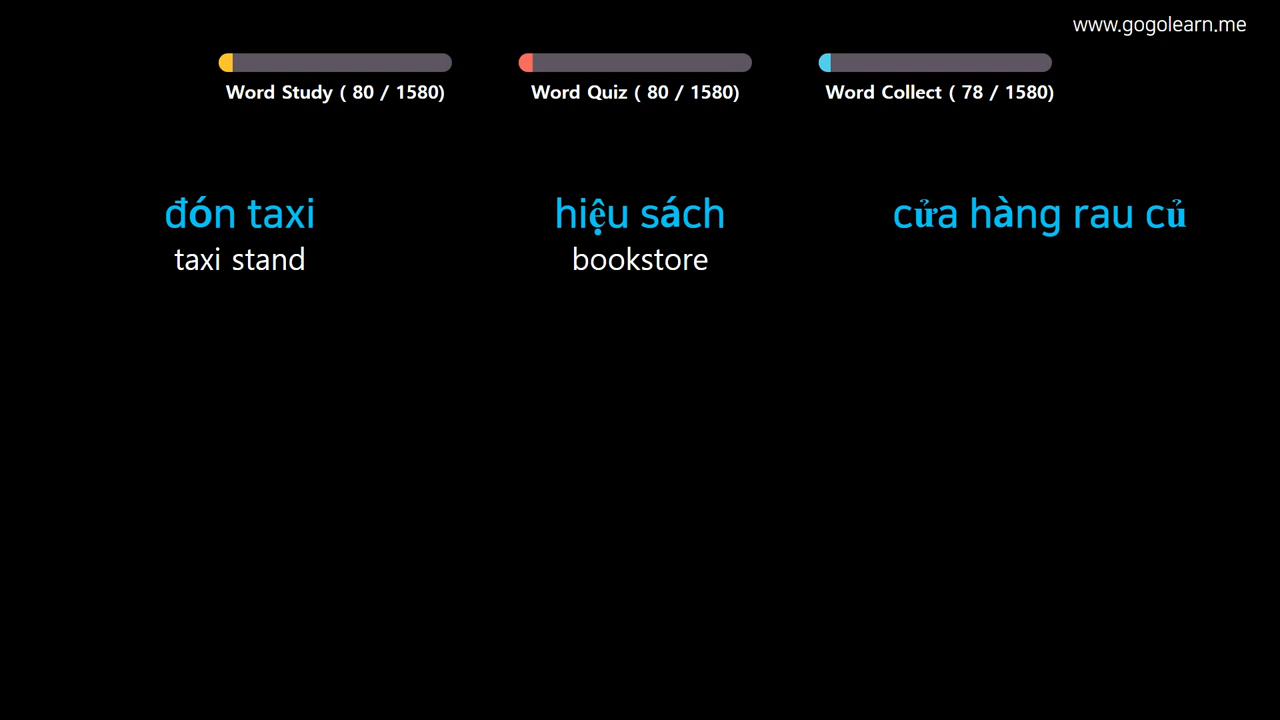 www.gogolearn.me
Word Study ( 80 / 1580)
Word Quiz ( 80 / 1580)
Word Collect ( 78 / 1580)
đón taxi
hiệu sách
cửa hàng rau củ
taxi stand
bookstore